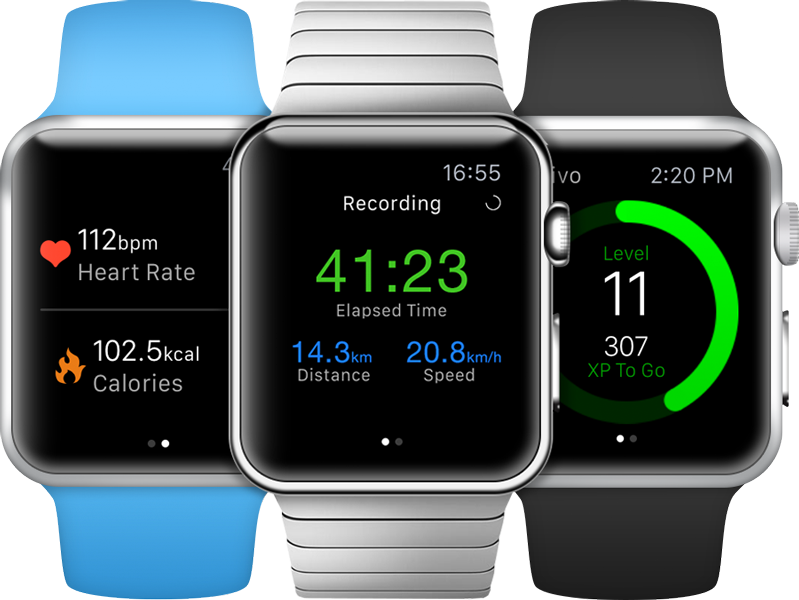 112bpm
Heart Rate
102.5kcal
Calories
16:55
Recording
41:23
Elapsed Time
14.3km 20.8km/h
Distance Speed
2:20 PM
Level
11
307
XP To Go